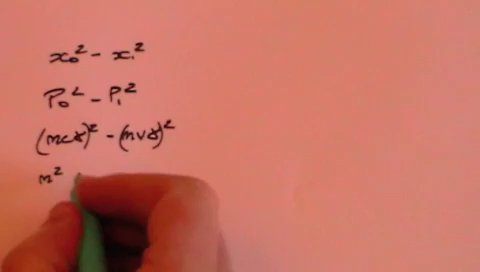 x₀² - x₁²
P₀² - P₁²
(mcγ)² - (mvγ)²
m²